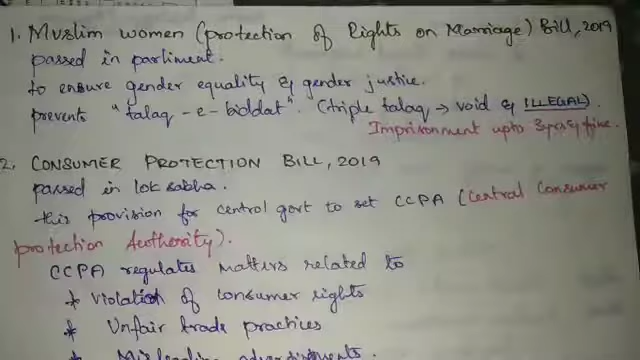 1. Muslim women (protection of Rights on Marriage) Bill, 2019
passed in parliment.
to ensure gender equality & gender justice.
prevents "talaq-e-biddat". (triple talaq → void & ILLEGAL).
Imprisonment upto 3yrs & fine.
2. CONSUMER PROTECTION BILL, 2019
passed in lok sabha.
this provision for central govt to set CCPA (Central Consumer
protection Authority).
CCPA regulates matters related to
* violation of consumer rights
* Unfair trade practices
* Misleading advertisments.